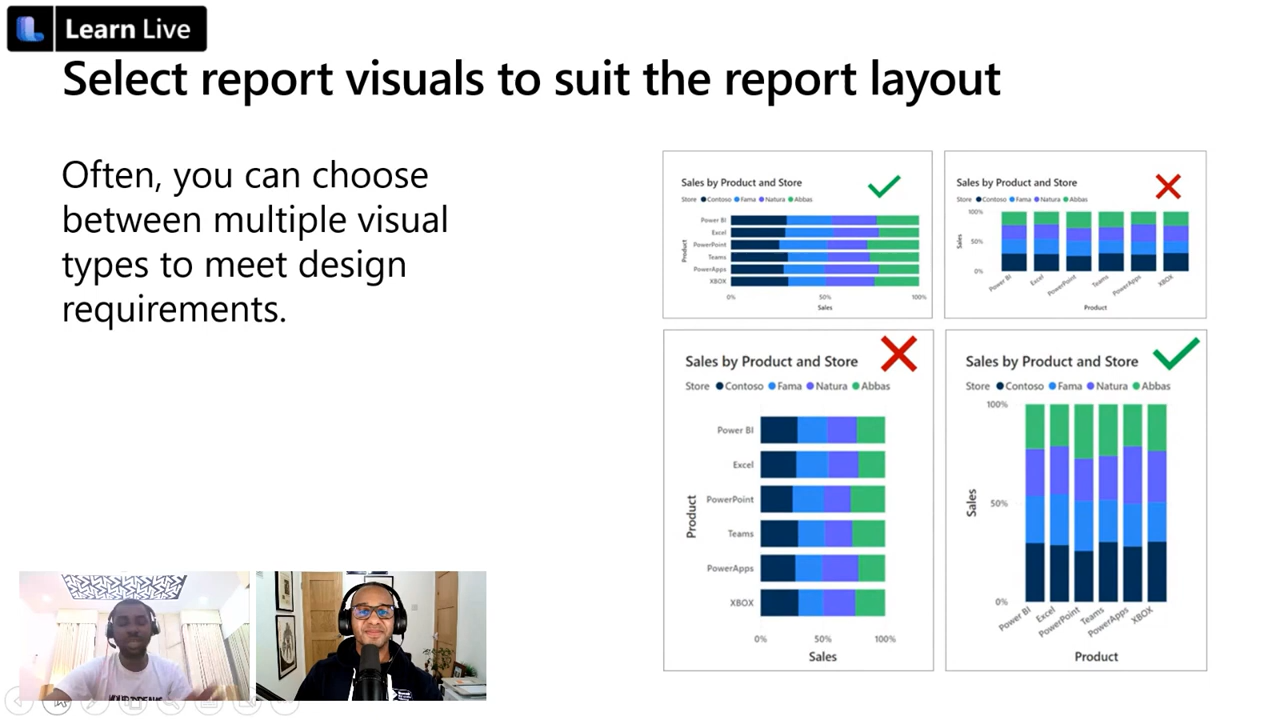 Learn Live
Select report visuals to suit the report layout
Often, you can choose
between multiple visual
types to meet design
requirements.
Sales by Product and Store
Store Contoso Fama Natura Abbas
Product
Power BI
Excel
PowerPoint
Teams
PowerApps
XBOX
0% 50% 100%
Sales
Sales by Product and Store
Store Contoso Fama Natura Abbas
Sales
100%
50%
0%
Power BI Excel PowerPoint Teams PowerApps XBOX
Product
Sales by Product and Store
Store Contoso Fama Natura Abbas
Product
Power BI
Excel
PowerPoint
Teams
PowerApps
XBOX
0% 50% 100%
Sales
Sales by Product and Store
Store Contoso Fama Natura Abbas
Sales
100%
50%
0%
Power BI Excel PowerPoint Teams PowerApps XBOX
Product